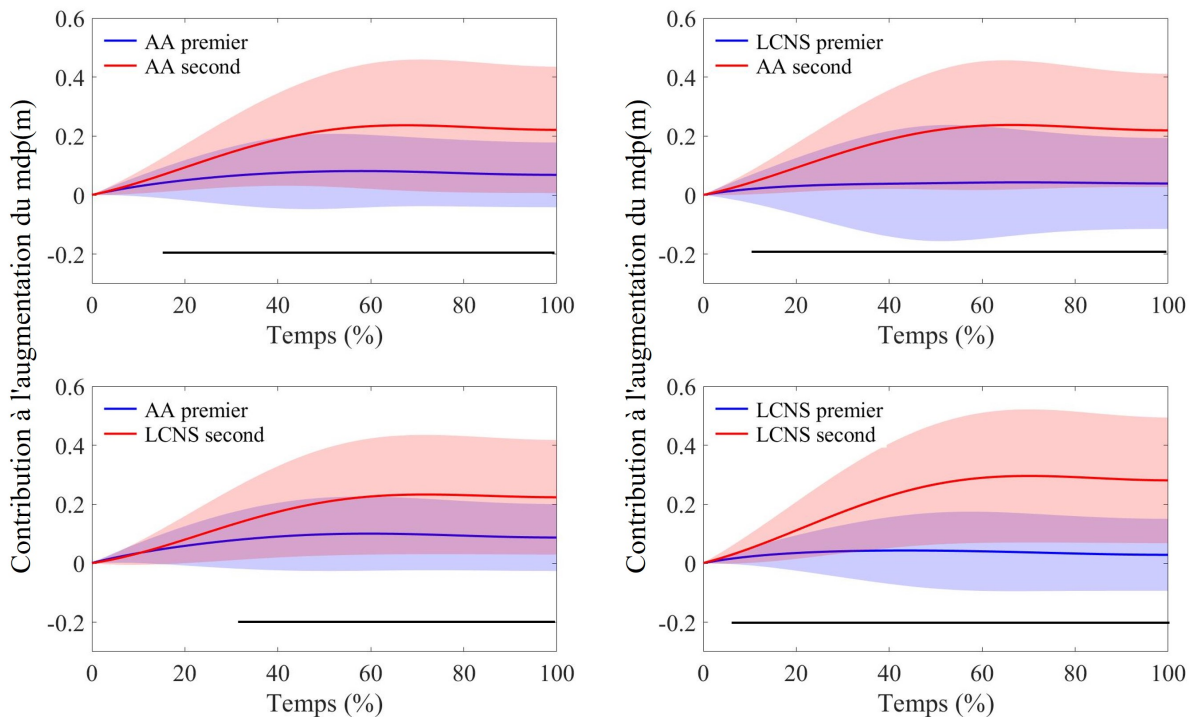 Contribution à l'augmentation du mdp(m)
0.6
0.4
0.2
0
-0.2
AA premier
AA second
0 20 40 60 80 100
Temps (%)
Contribution à l'augmentation du mdp(m)
0.6
0.4
0.2
0
-0.2
LCNS premier
AA second
0 20 40 60 80 100
Temps (%)
0.6
0.4
0.2
0
-0.2
AA premier
LCNS second
0 20 40 60 80 100
Temps (%)
0.6
0.4
0.2
0
-0.2
LCNS premier
LCNS second
0 20 40 60 80 100
Temps (%)